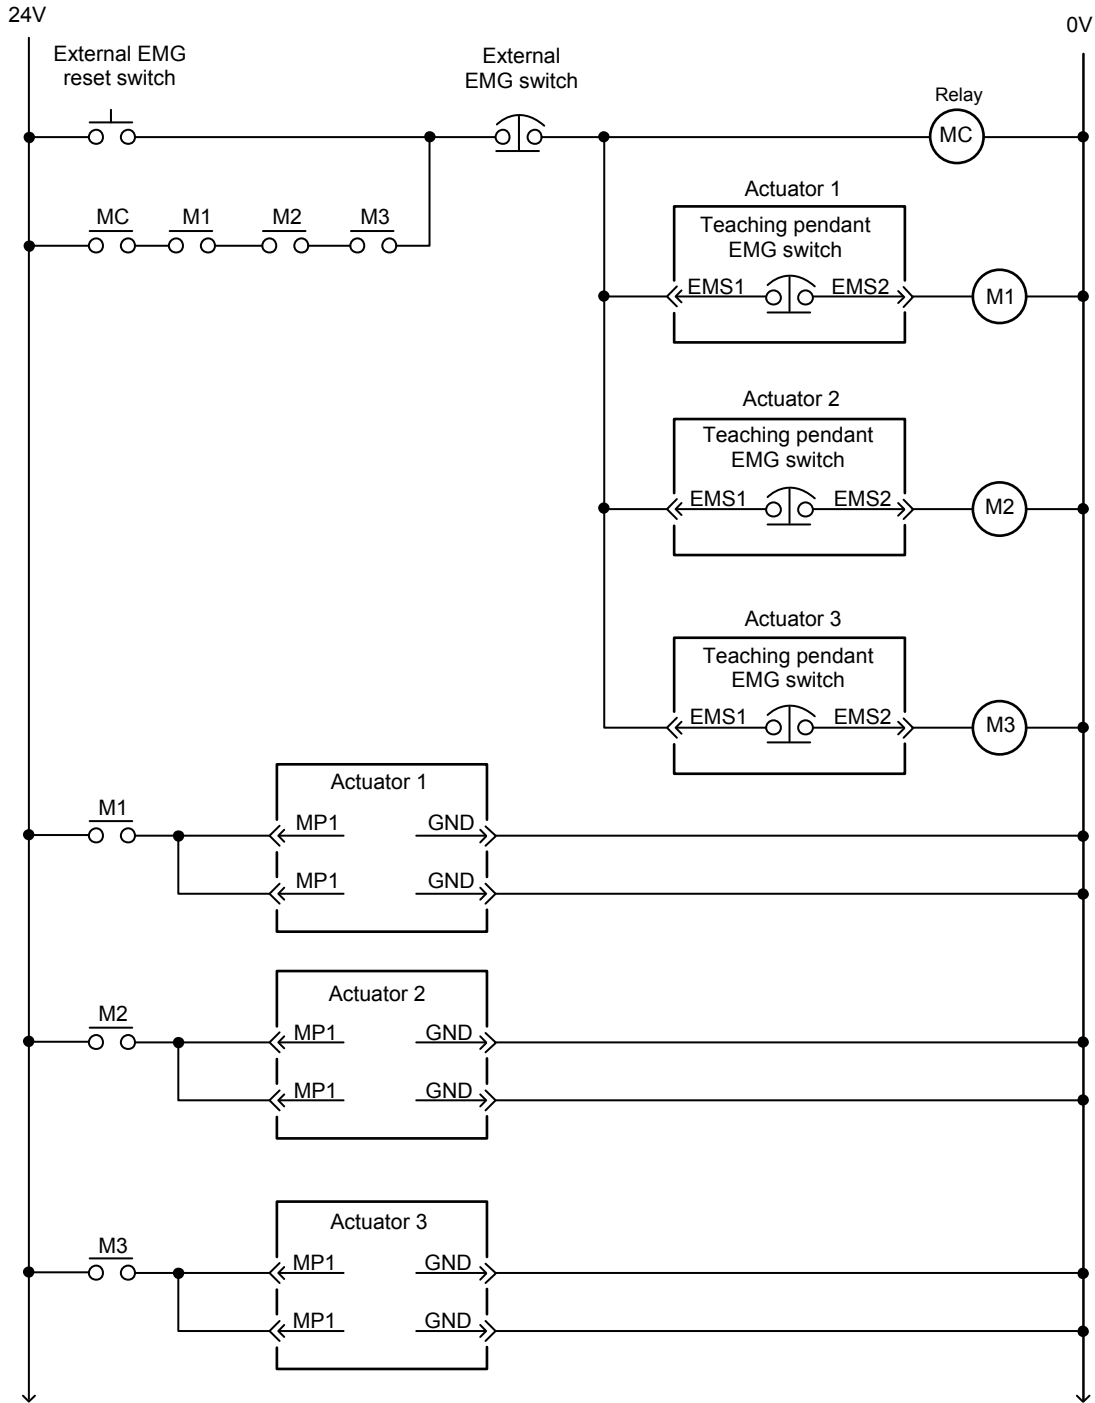 24V
0V
External EMG
reset switch
External
EMG switch
Relay
MC
MC M1 M2 M3
Actuator 1
Teaching pendant
EMG switch
EMS1 EMS2 M1
Actuator 2
Teaching pendant
EMG switch
EMS1 EMS2 M2
Actuator 3
Teaching pendant
EMG switch
EMS1 EMS2 M3
Actuator 1
M1 MP1 GND
MP1 GND
Actuator 2
M2 MP1 GND
MP1 GND
Actuator 3
M3 MP1 GND
MP1 GND